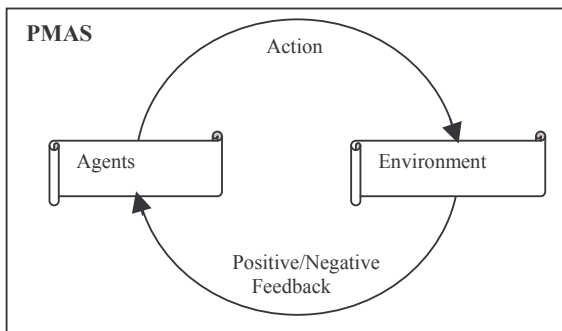 PMAS
Action
Agents
Environment
Positive/Negative
Feedback